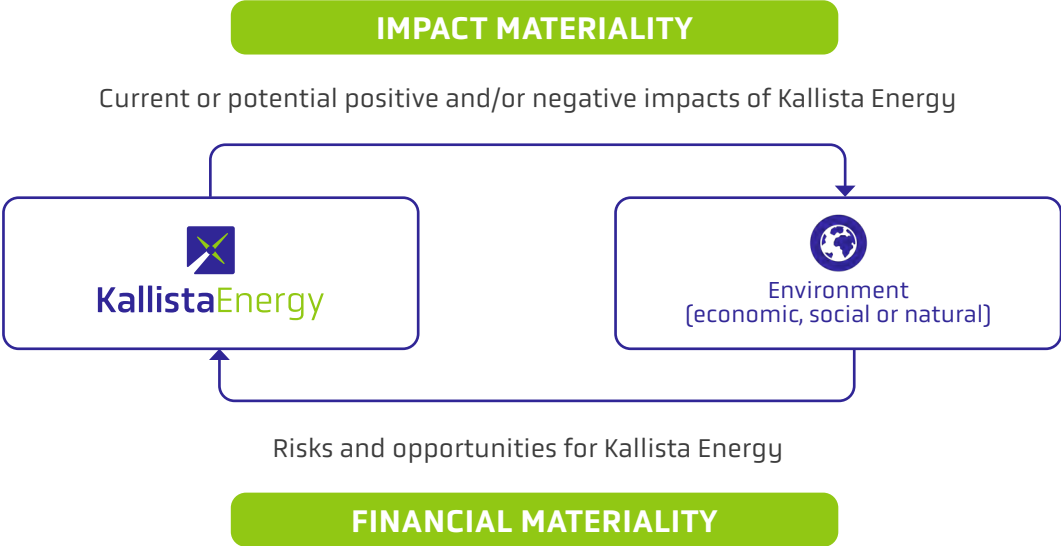 IMPACT MATERIALITY
Current or potential positive and/or negative impacts of Kallista Energy
KallistaEnergy
Environment
(economic, social or natural)
Risks and opportunities for Kallista Energy
FINANCIAL MATERIALITY